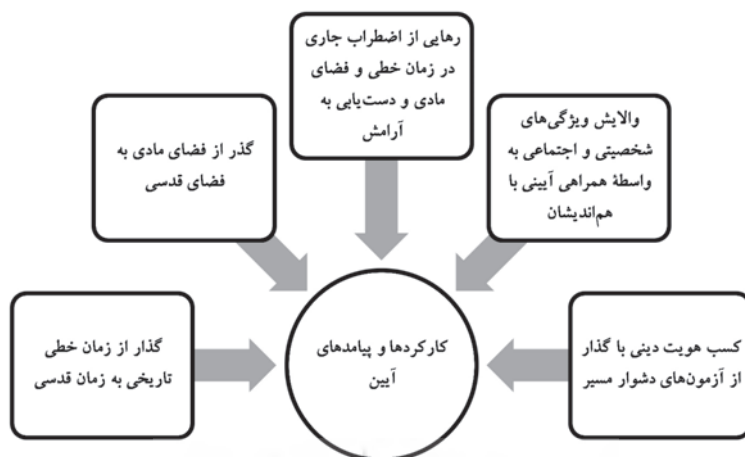 رهایی از اضطراب جاری
در زمان خطی و فضای
مادی و دست‌یابی به
آرامش
والایش ویژگی‌های
شخصیتی و اجتماعی به
واسطهٔ همراهی آیینی با
هم‌اندیشان
گذر از فضای مادی به
فضای قدسی
کسب هویت دینی با گذار
از آزمون‌های دشوار مسیر
کارکردها و پیامدهای
آیین
گذار از زمان خطی
تاریخی به زمان قدسی